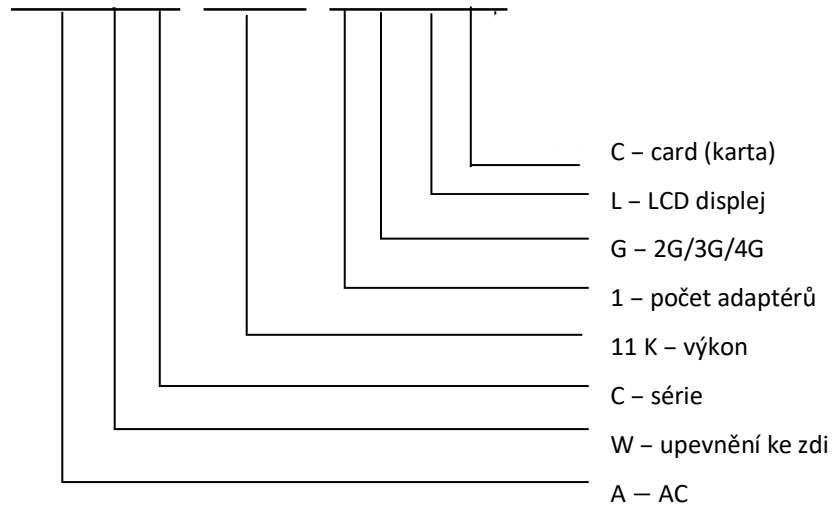 C – card (karta)
L – LCD displej
G – 2G/3G/4G
1 – počet adaptérů
11 K – výkon
C – série
W – upevnění ke zdi
A — AC